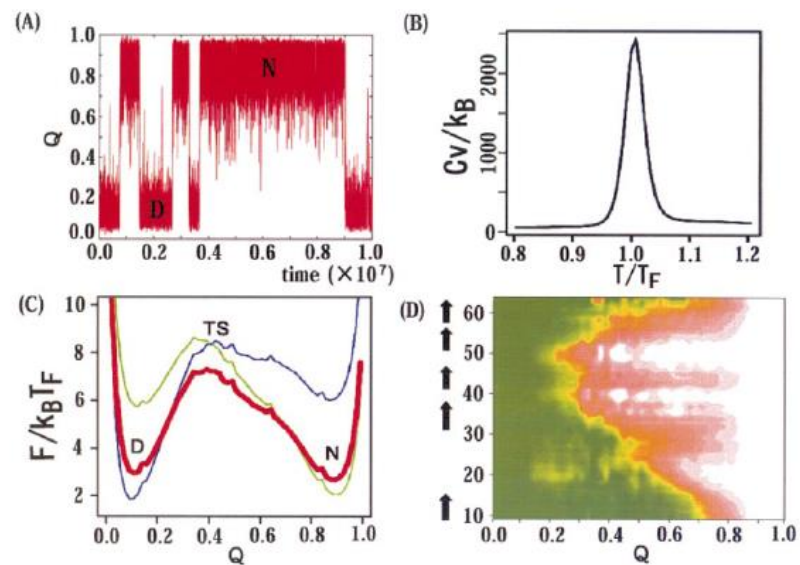 (A)
1.0
0.8
0.6
0.4
0.2
0.0
Q
N
D
0.0 0.2 0.4 0.6 0.8 1.0
time (×10⁷)
(B)
2000
1000
0
Cv/kB
0.8 0.9 1.0 1.1 1.2
T/TF
(C)
10
8
6
4
2
F/kBTF
TS
D
N
0.0 0.2 0.4 0.6 0.8 1.0
Q
(D)
60
50
40
30
20
10
0.0 0.2 0.4 0.6 0.8 1.0
Q